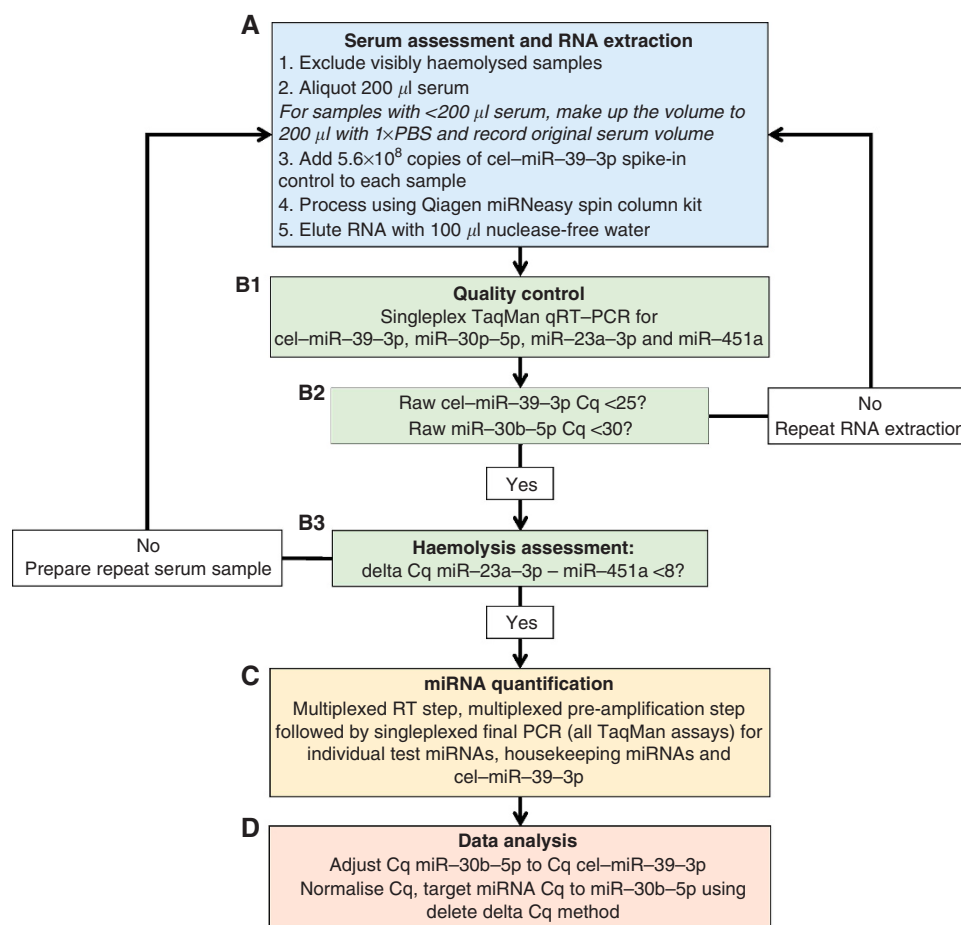 A
Serum assessment and RNA extraction
1. Exclude visibly haemolysed samples
2. Aliquot 200 μl serum
For samples with <200 μl serum, make up the volume to
200 μl with 1×PBS and record original serum volume
3. Add 5.6×10⁸ copies of cel–miR–39–3p spike-in
control to each sample
4. Process using Qiagen miRNeasy spin column kit
5. Elute RNA with 100 μl nuclease-free water
B1
Quality control
Singleplex TaqMan qRT–PCR for
cel–miR–39–3p, miR–30p–5p, miR–23a–3p and miR–451a
B2
Raw cel–miR–39–3p Cq <25?
Raw miR–30b–5p Cq <30?
No
Repeat RNA extraction
Yes
B3
Haemolysis assessment:
delta Cq miR–23a–3p – miR–451a <8?
No
Prepare repeat serum sample
Yes
C
miRNA quantification
Multiplexed RT step, multiplexed pre-amplification step
followed by singleplexed final PCR (all TaqMan assays) for
individual test miRNAs, housekeeping miRNAs and
cel–miR–39–3p
D
Data analysis
Adjust Cq miR–30b–5p to Cq cel–miR–39–3p
Normalise Cq, target miRNA Cq to miR–30b–5p using
delete delta Cq method